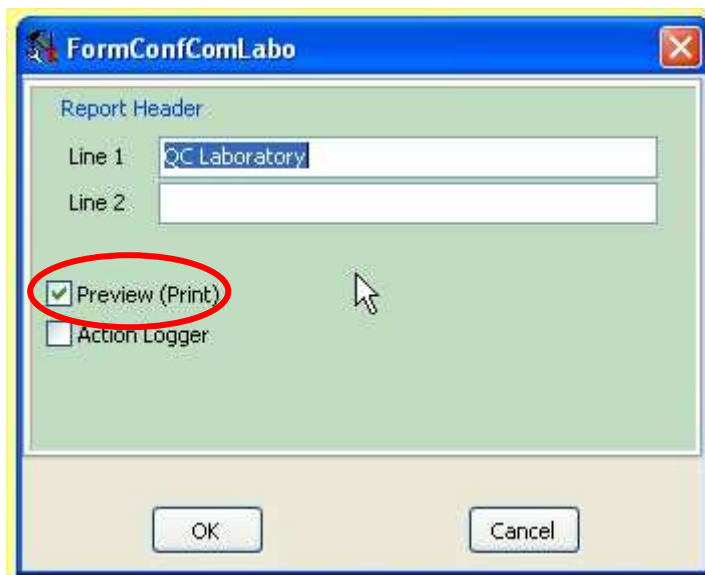 FormConfComLabo
Report Header
Line 1 QC Laboratory
Line 2
Preview (Print)
Action Logger
OK Cancel